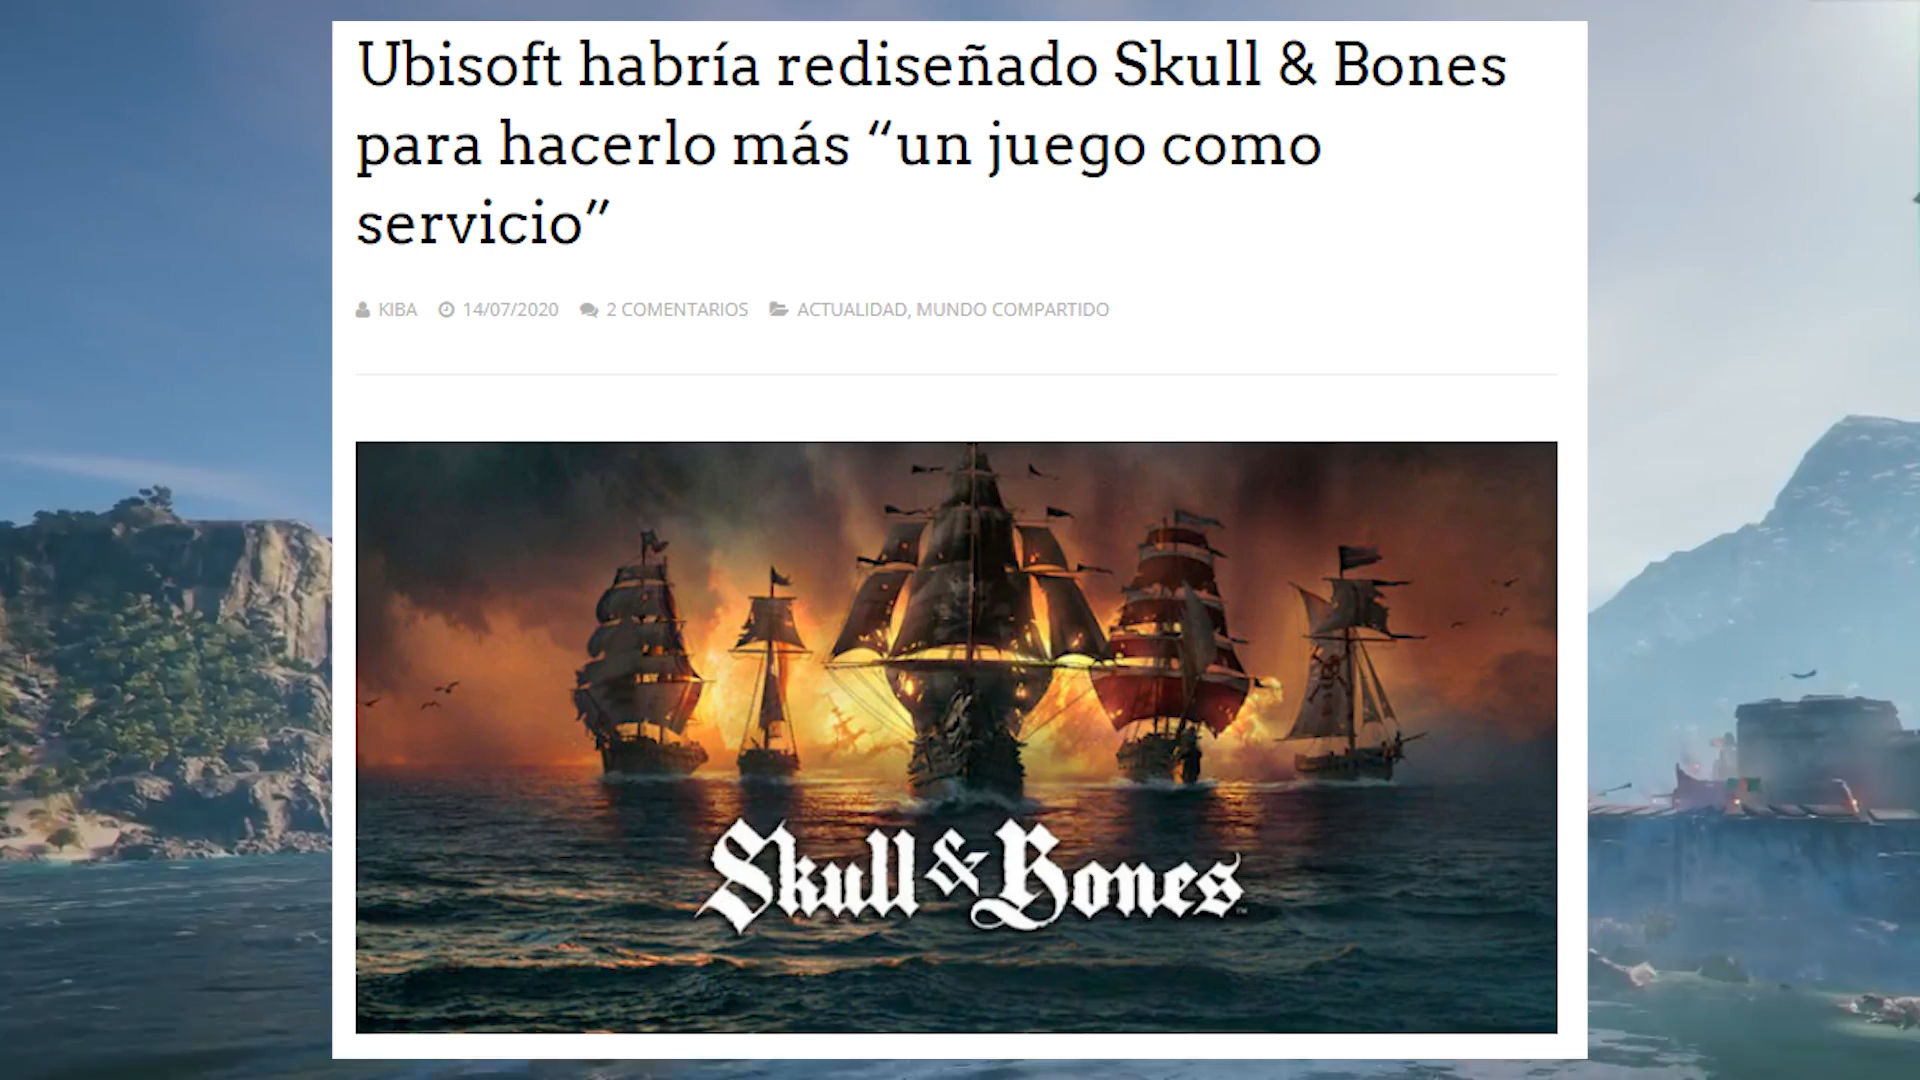 Ubisoft habría rediseñado Skull & Bones
para hacerlo más “un juego como
servicio”
KIBA 14/07/2020 2 COMENTARIOS ACTUALIDAD, MUNDO COMPARTIDO
Skull & Bones